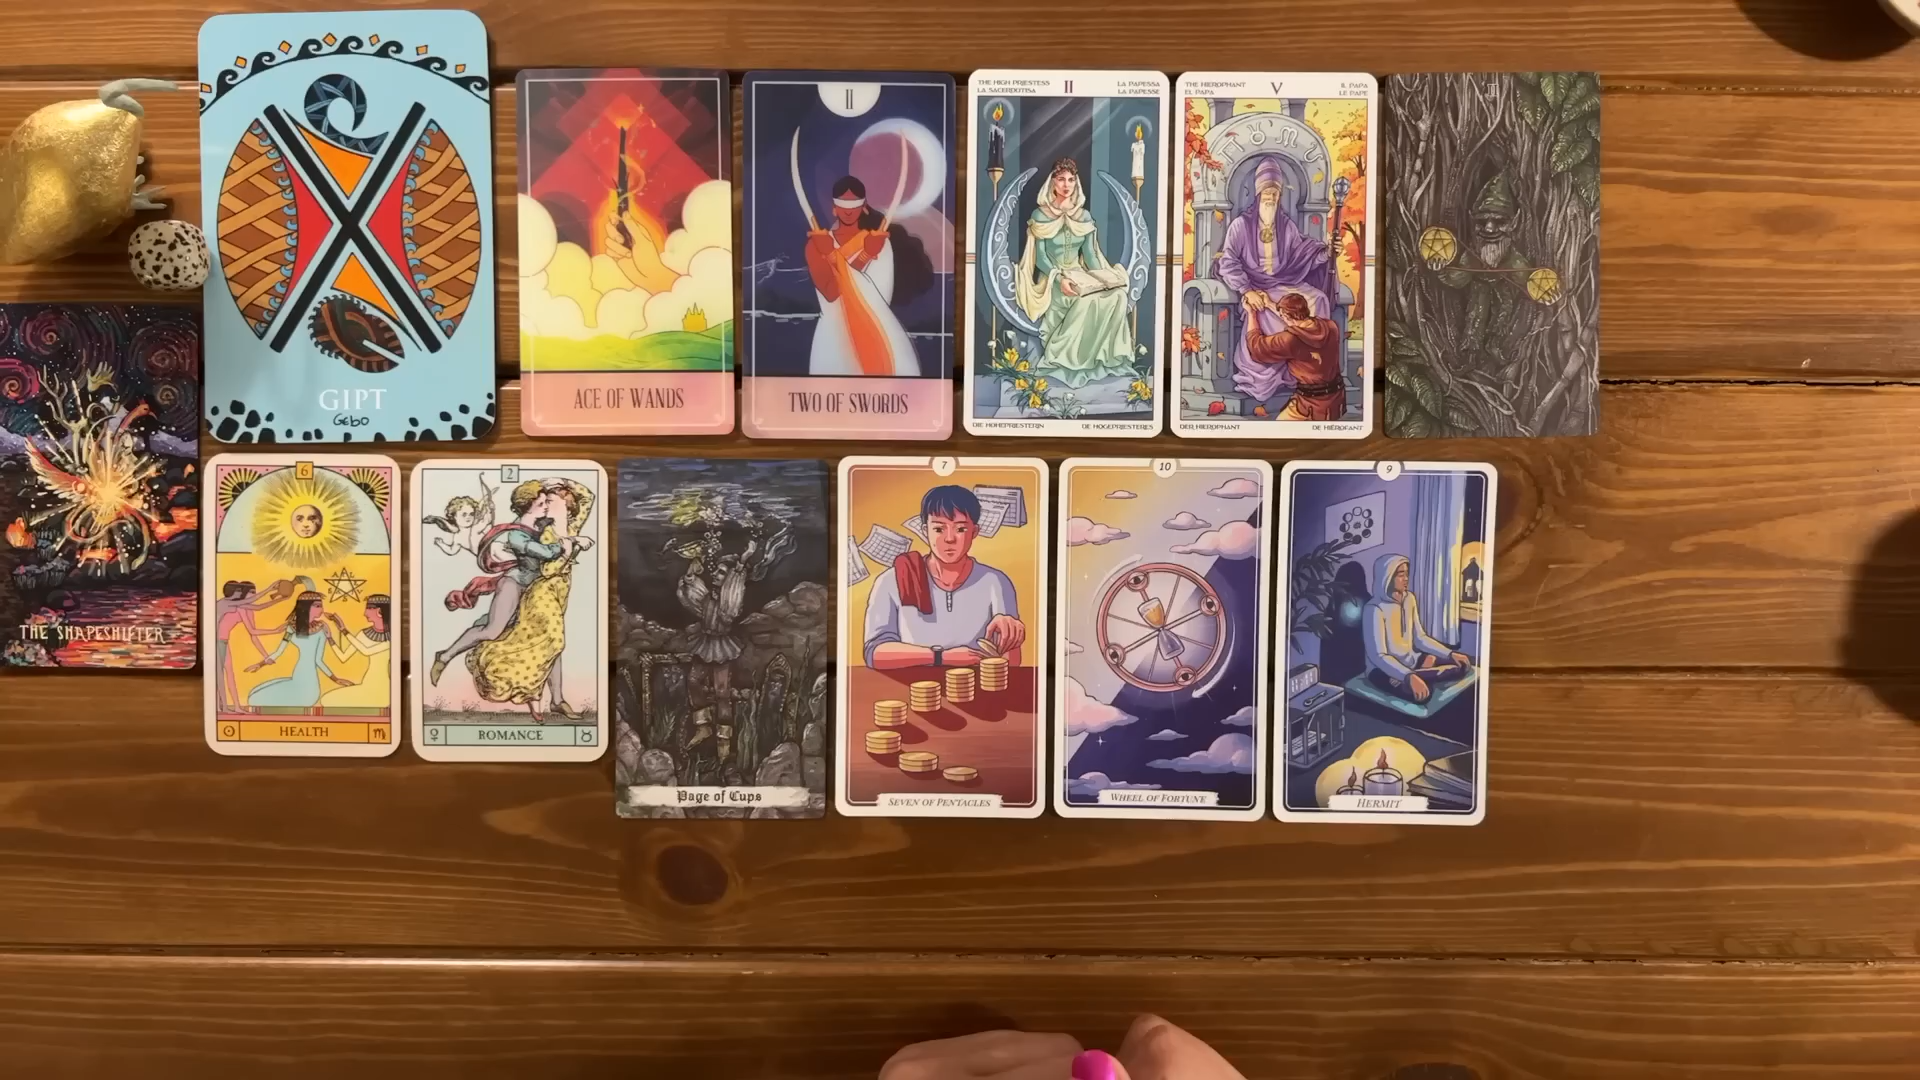 GIFT
Gebo
ACE OF WANDS
II
TWO OF SWORDS
THE HIGH PRIESTESS
LA SACERDOTISA
II
LA PAPESSA
LA PAPESSE
DIE HOHEPRIESTERIN
DE HOGEPRIESTERES
THE HIEROPHANT
EL PAPA
V
IL PAPA
LE PAPE
DER HIEROPHANT
DE HIËROFANT
THE SHAPESHIFTER
6
HEALTH
2
ROMANCE
Page of Cups
7
SEVEN OF PENTACLES
10
WHEEL OF FORTUNE
9
HERMIT